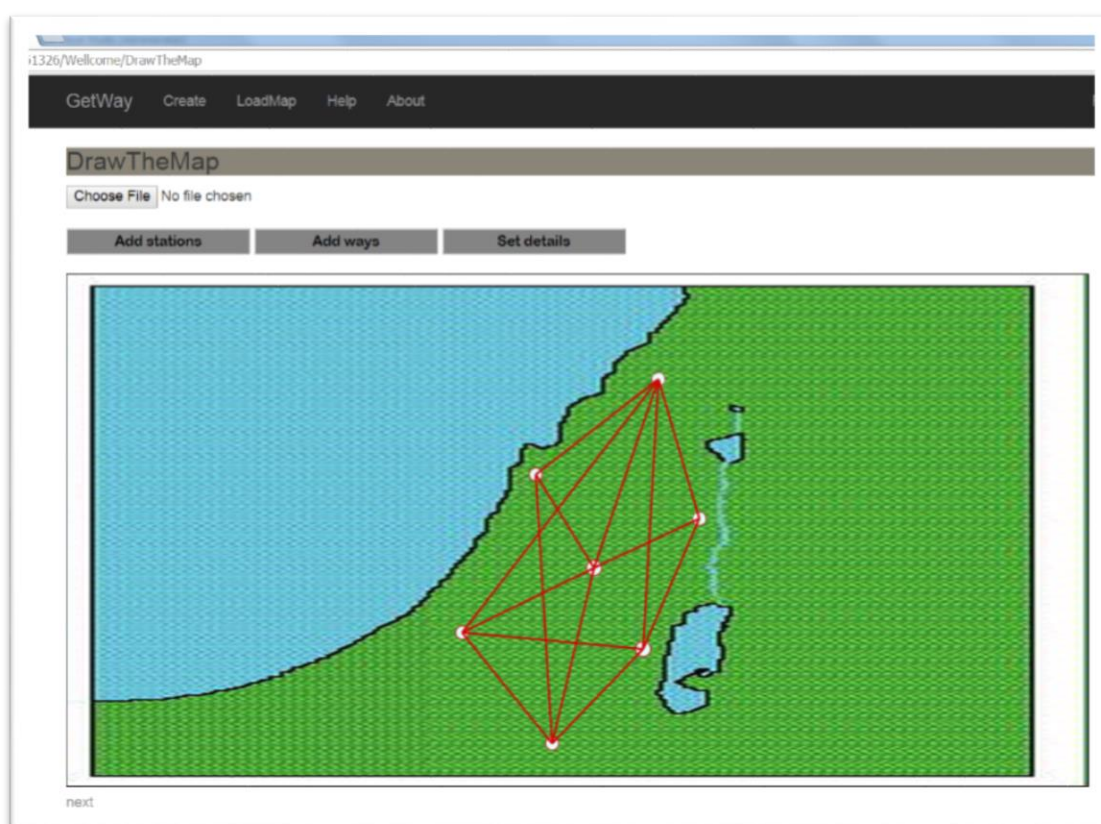 i1326/Wellcome/DrawTheMap
GetWay Create LoadMap Help About
DrawTheMap
Choose File No file chosen
Add stations Add ways Set details
next